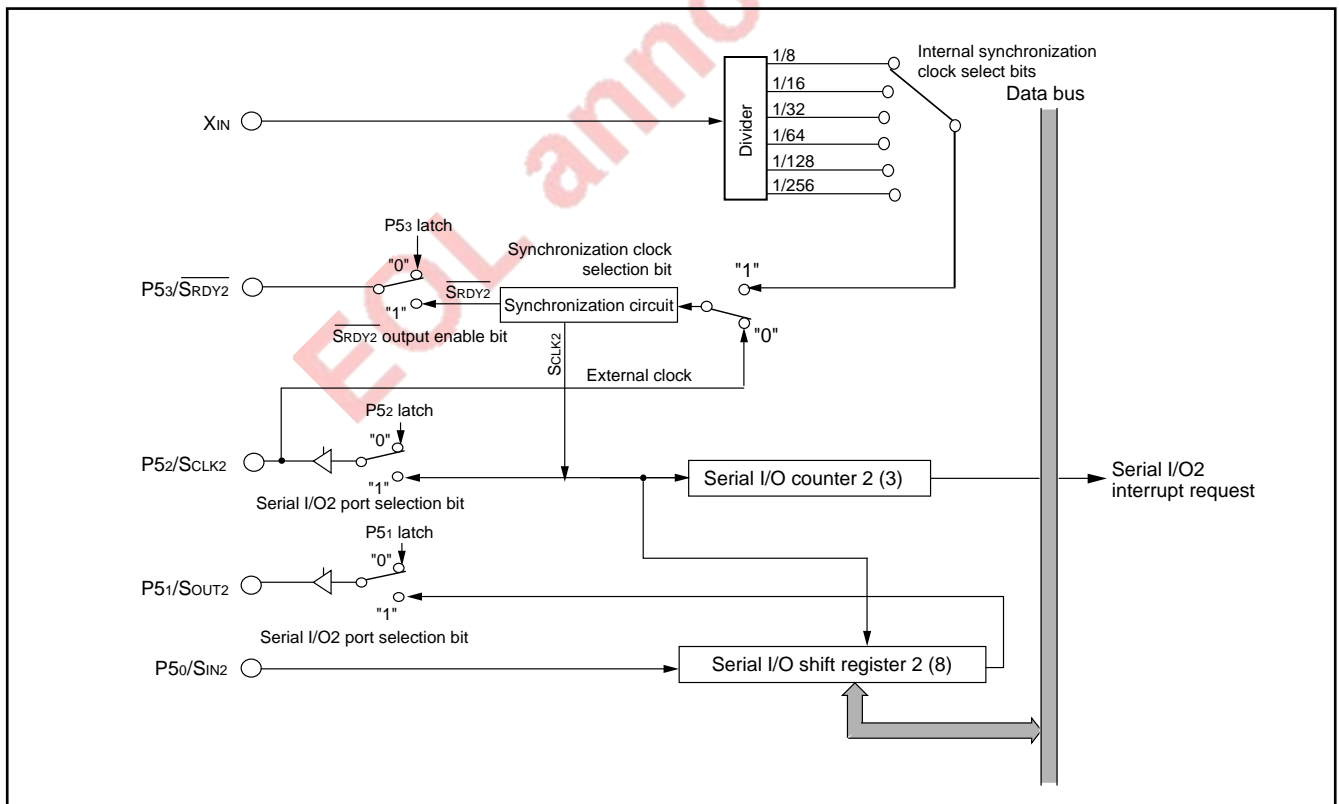 EOL anno
Internal synchronization
clock select bits
Data bus
XIN
Divider
1/8
1/16
1/32
1/64
1/128
1/256
P53 latch
"0"
"1"
P53/SRDY2
SRDY2
SRDY2 output enable bit
Synchronization clock
selection bit
Synchronization circuit
"1"
"0"
SCLK2
External clock
P52 latch
"0"
"1"
P52/SCLK2
Serial I/O2 port selection bit
Serial I/O counter 2 (3)
Serial I/O2
interrupt request
P51 latch
"0"
"1"
P51/SOUT2
Serial I/O2 port selection bit
P50/SIN2
Serial I/O shift register 2 (8)